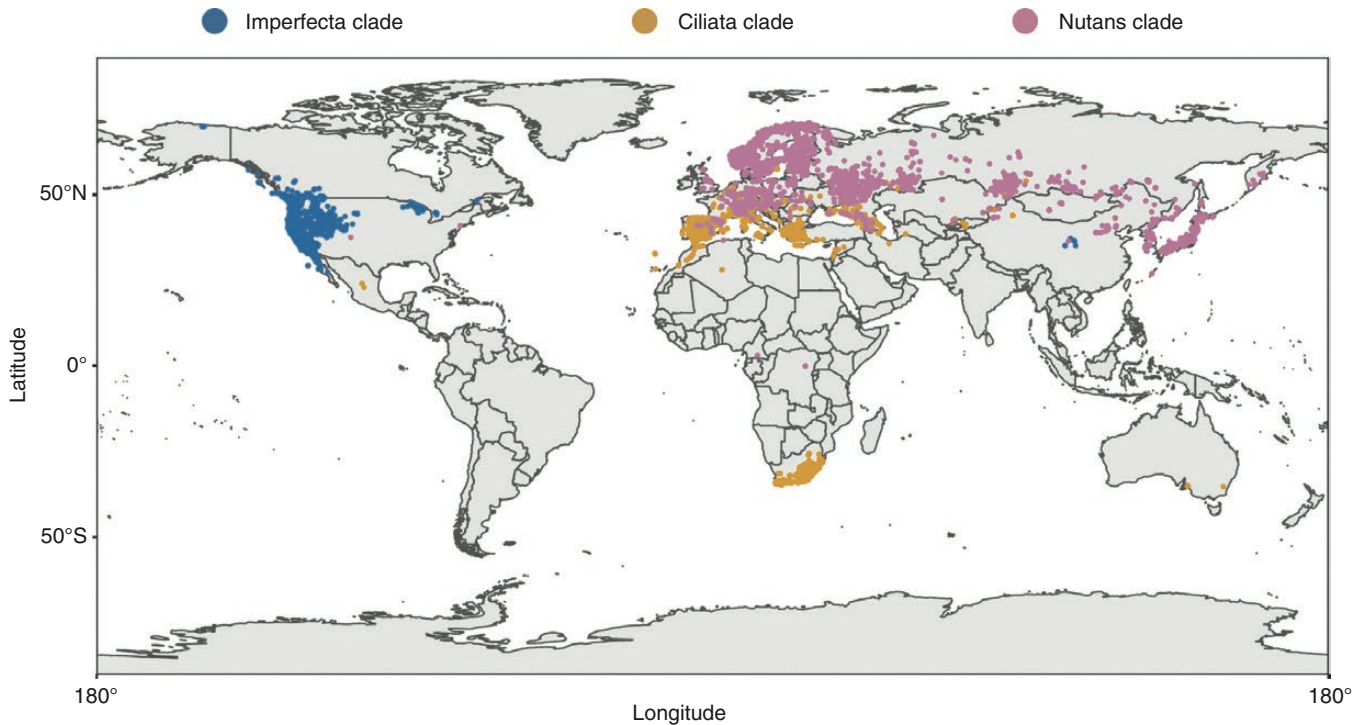 Imperfecta clade
Ciliata clade
Nutans clade
50°N
0°
50°S
Latitude
180°
180°
Longitude